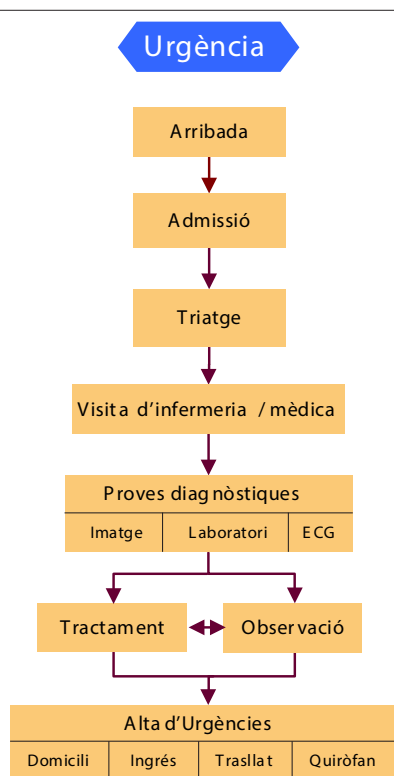 Urgència
Arribada
Admissió
Triatge
Visita d'infermeria / mèdica
Proves diagnòstiques
Imatge Laboratori ECG
Tractament Observació
Alta d'Urgències
Domicili Ingrés Trasllat Quiròfan